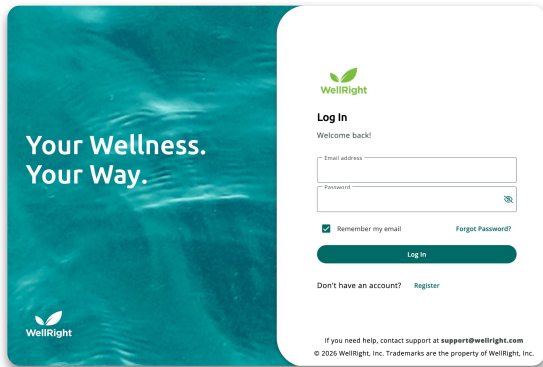 Your Wellness.
Your Way.
WellRight
WellRight
Log In
Welcome back!
Email address
Password
Remember my email
Forgot Password?
Log In
Don't have an account?
Register
If you need help, contact support at support@wellright.com
© 2026 WellRight, Inc. Trademarks are the property of WellRight, Inc.